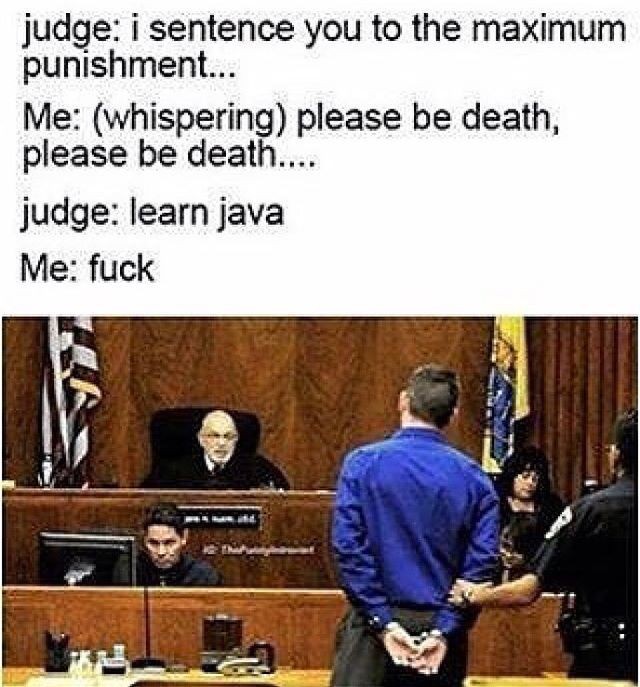 judge: i sentence you to the maximum
punishment...
Me: (whispering) please be death,
please be death....
judge: learn java
Me: fuck